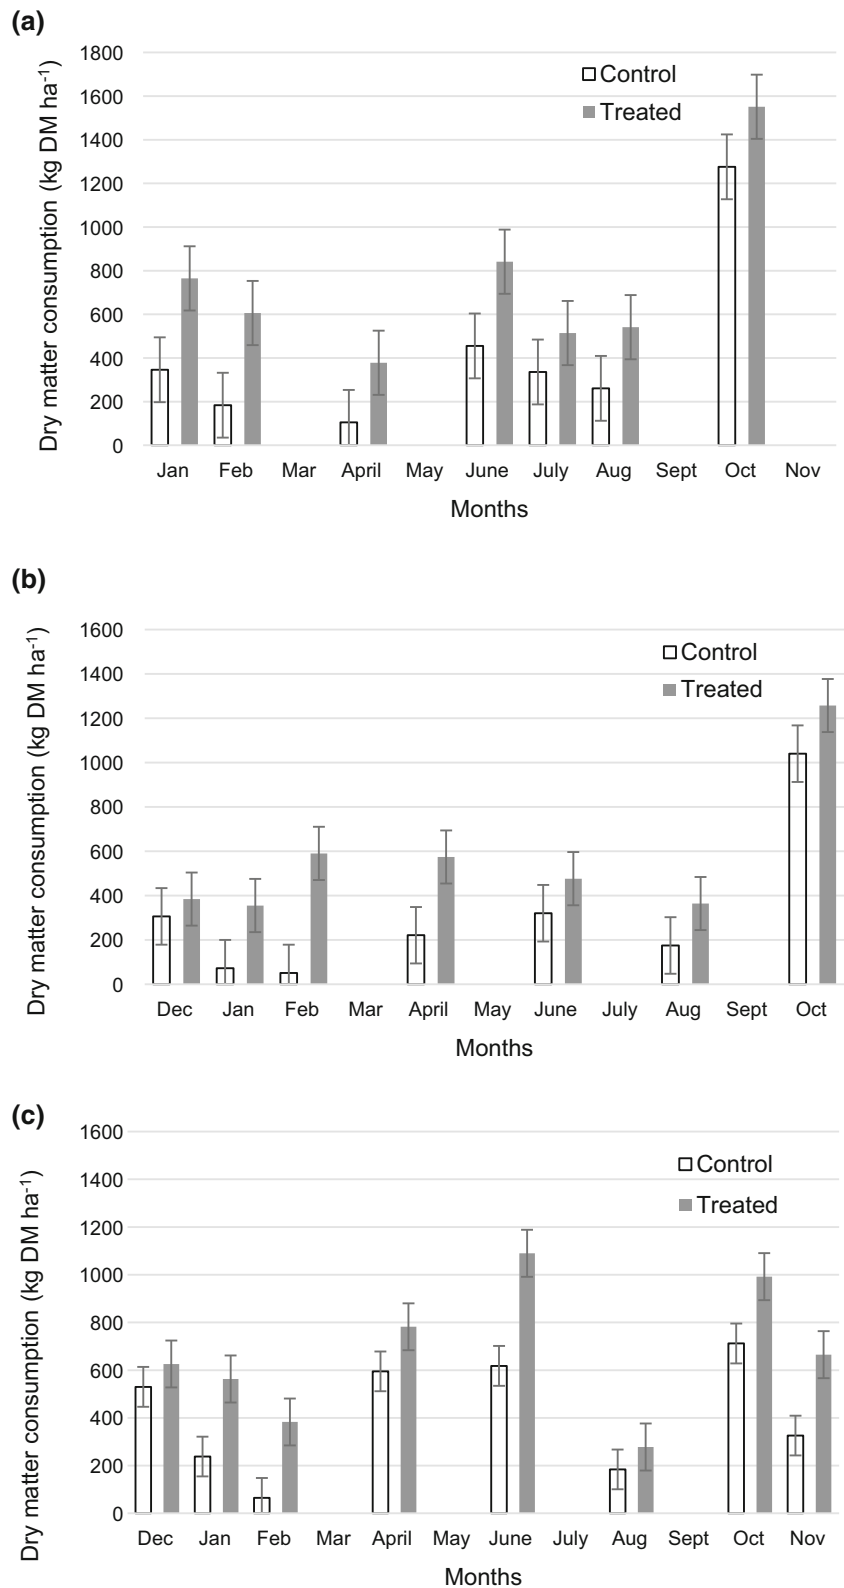 (a)
Dry matter consumption (kg DM ha-1)
1800
1600
1400
1200
1000
800
600
400
200
0
Control
Treated
Jan Feb Mar April May June July Aug Sept Oct Nov
Months
(b)
Dry matter consumption (kg DM ha-1)
1600
1400
1200
1000
800
600
400
200
0
Control
Treated
Dec Jan Feb Mar April May June July Aug Sept Oct
Months
(c)
Dry matter consumption (kg DM ha-1)
1600
1400
1200
1000
800
600
400
200
0
Control
Treated
Dec Jan Feb Mar April May June July Aug Sept Oct Nov
Months